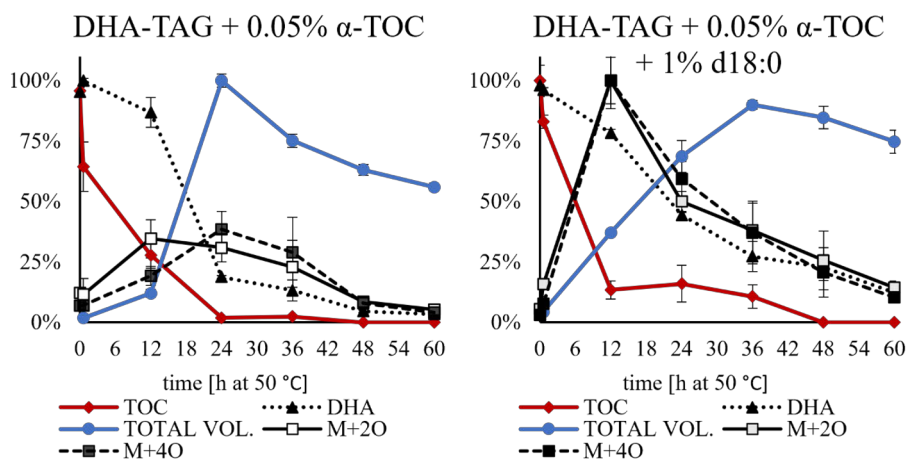 DHA-TAG + 0.05% α-TOC
100%
75%
50%
25%
0%
0 6 12 18 24 30 36 42 48 54 60
time [h at 50 °C]
TOC DHA
TOTAL VOL. M+2O
M+4O
DHA-TAG + 0.05% α-TOC
+ 1% d18:0
100%
75%
50%
25%
0%
0 6 12 18 24 30 36 42 48 54 60
time [h at 50 °C]
TOC DHA
TOTAL VOL. M+2O
M+4O